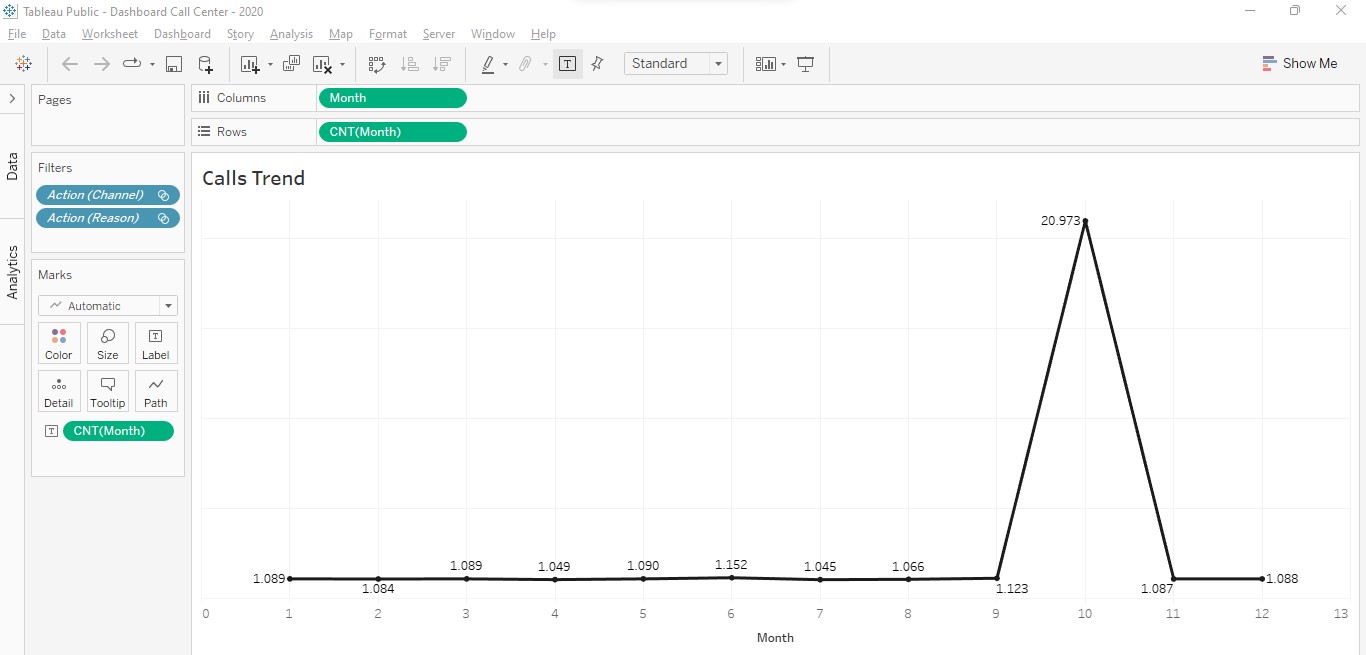 Tableau Public - Dashboard Call Center - 2020
File Data Worksheet Dashboard Story Analysis Map Format Server Window Help
Standard
Show Me
Data
Analytics
Pages
Filters
Action (Channel)
Action (Reason)
Marks
Automatic
Color Size Label
Detail Tooltip Path
T CNT(Month)
Columns Month
Rows CNT(Month)
Calls Trend
20.973
1.089 1.084 1.089 1.049 1.090 1.152 1.045 1.066 1.123 1.087 1.088
0 1 2 3 4 5 6 7 8 9 10 11 12 13
Month